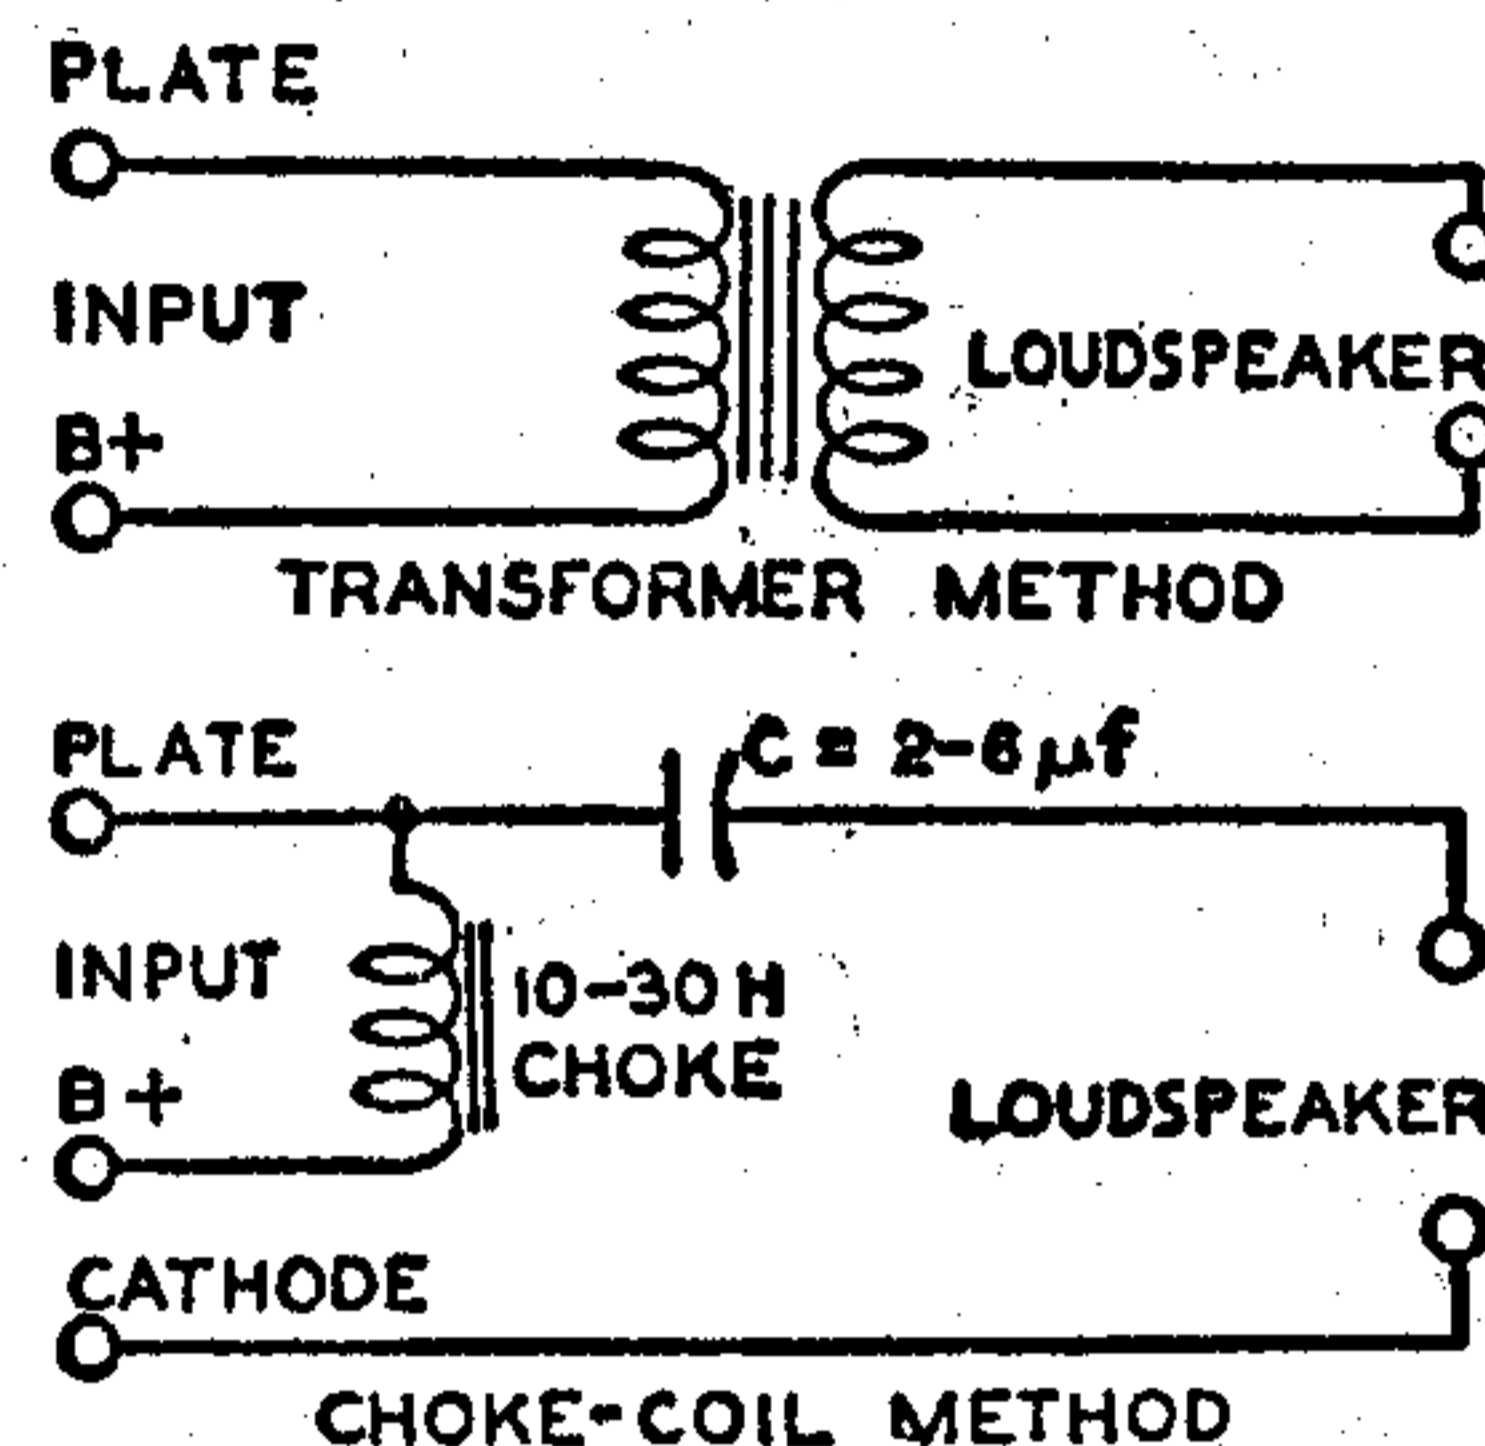 PLATE
INPUT
LOUDSPEAKER
B+
TRANSFORMER METHOD
PLATE
C = 2-6 μf
INPUT
10-30 H
CHOKE
B+
LOUDSPEAKER
CATHODE
CHOKE-COIL METHOD